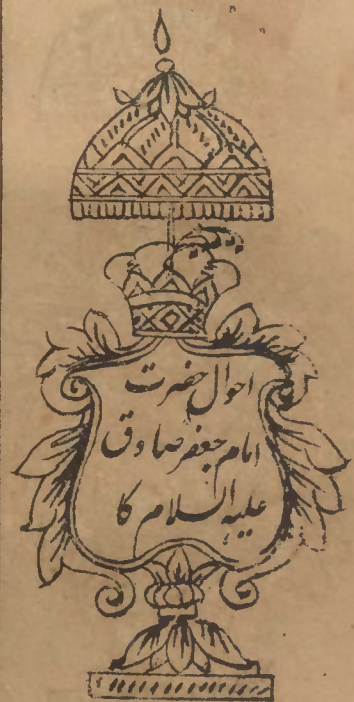 احوال حضرت
امام جعفر صادق
علیہ السلام کا